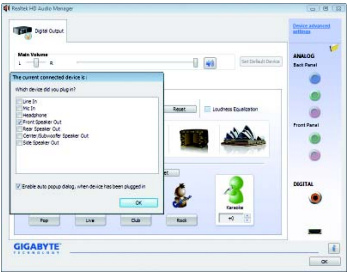 Realtek HD Audio Manager
Digital Output
Device advanced settings
Main Volume
L
R
Set Default Device
ANALOG
Back Panel
The current connected device is :
Which device did you plug in?
Line In
Mic In
Headphone
Front Speaker Out
Rear Speaker Out
Center/Subwoofer Speaker Out
Side Speaker Out
Enable auto popup dialog, when device has been plugged in
OK
Reset
Loudness Equalization
Front Panel
DIGITAL
Karaoke
+0
Pop
Live
Club
Rock
GIGABYTE
TECHNOLOGY
OK